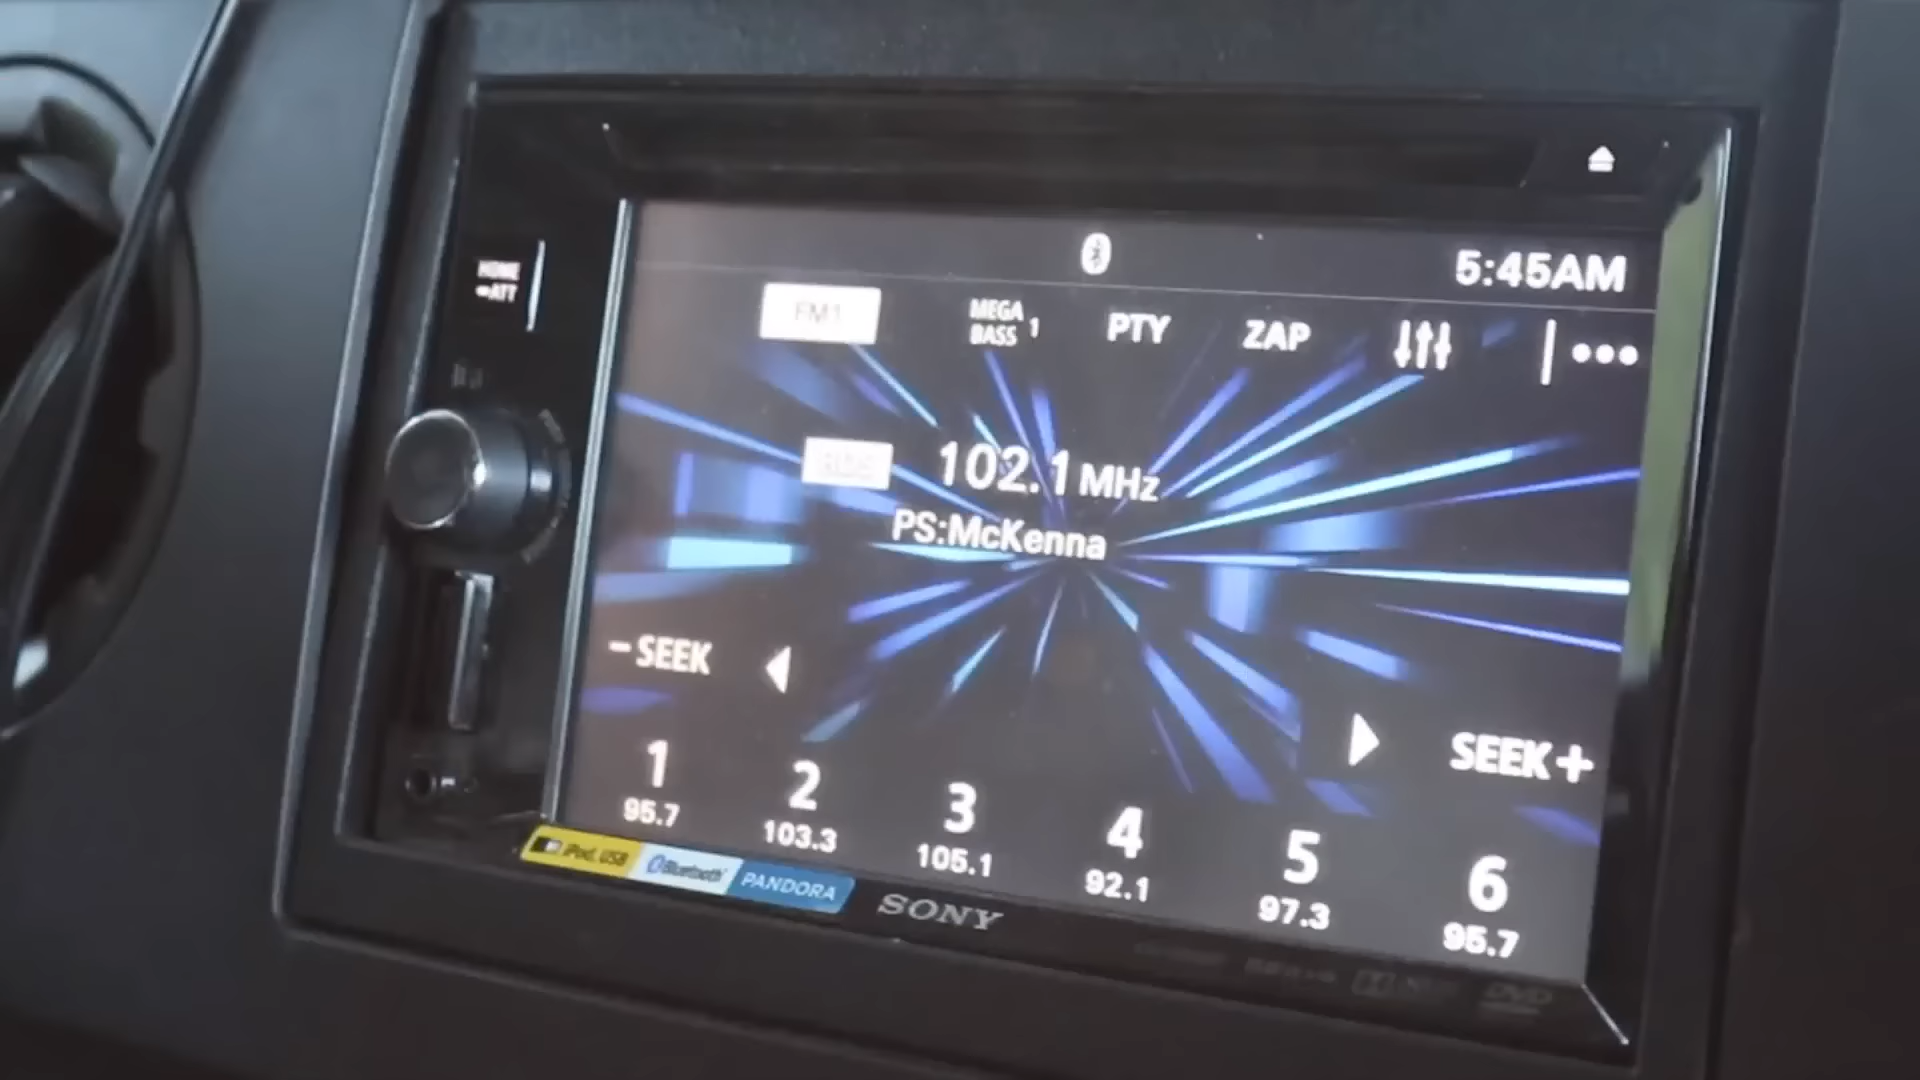 5:45AM
HOME
ATT
FM1
MEGA
BASS 1
PTY
ZAP
102.1 MHz
PS:McKenna
-SEEK
SEEK+
1
2
3
4
5
6
95.7
103.3
105.1
92.1
97.3
95.7
iPod, USB
Bluetooth
PANDORA
SONY
DVD